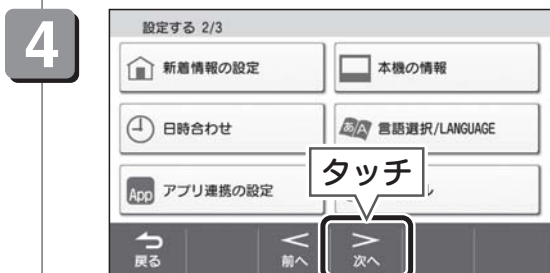 4
設定する 2/3
新着情報の設定
本機の情報
日時合わせ
あA 言語選択/LANGUAGE
App アプリ連携の設定
タッチ
戻る
前へ
次へ